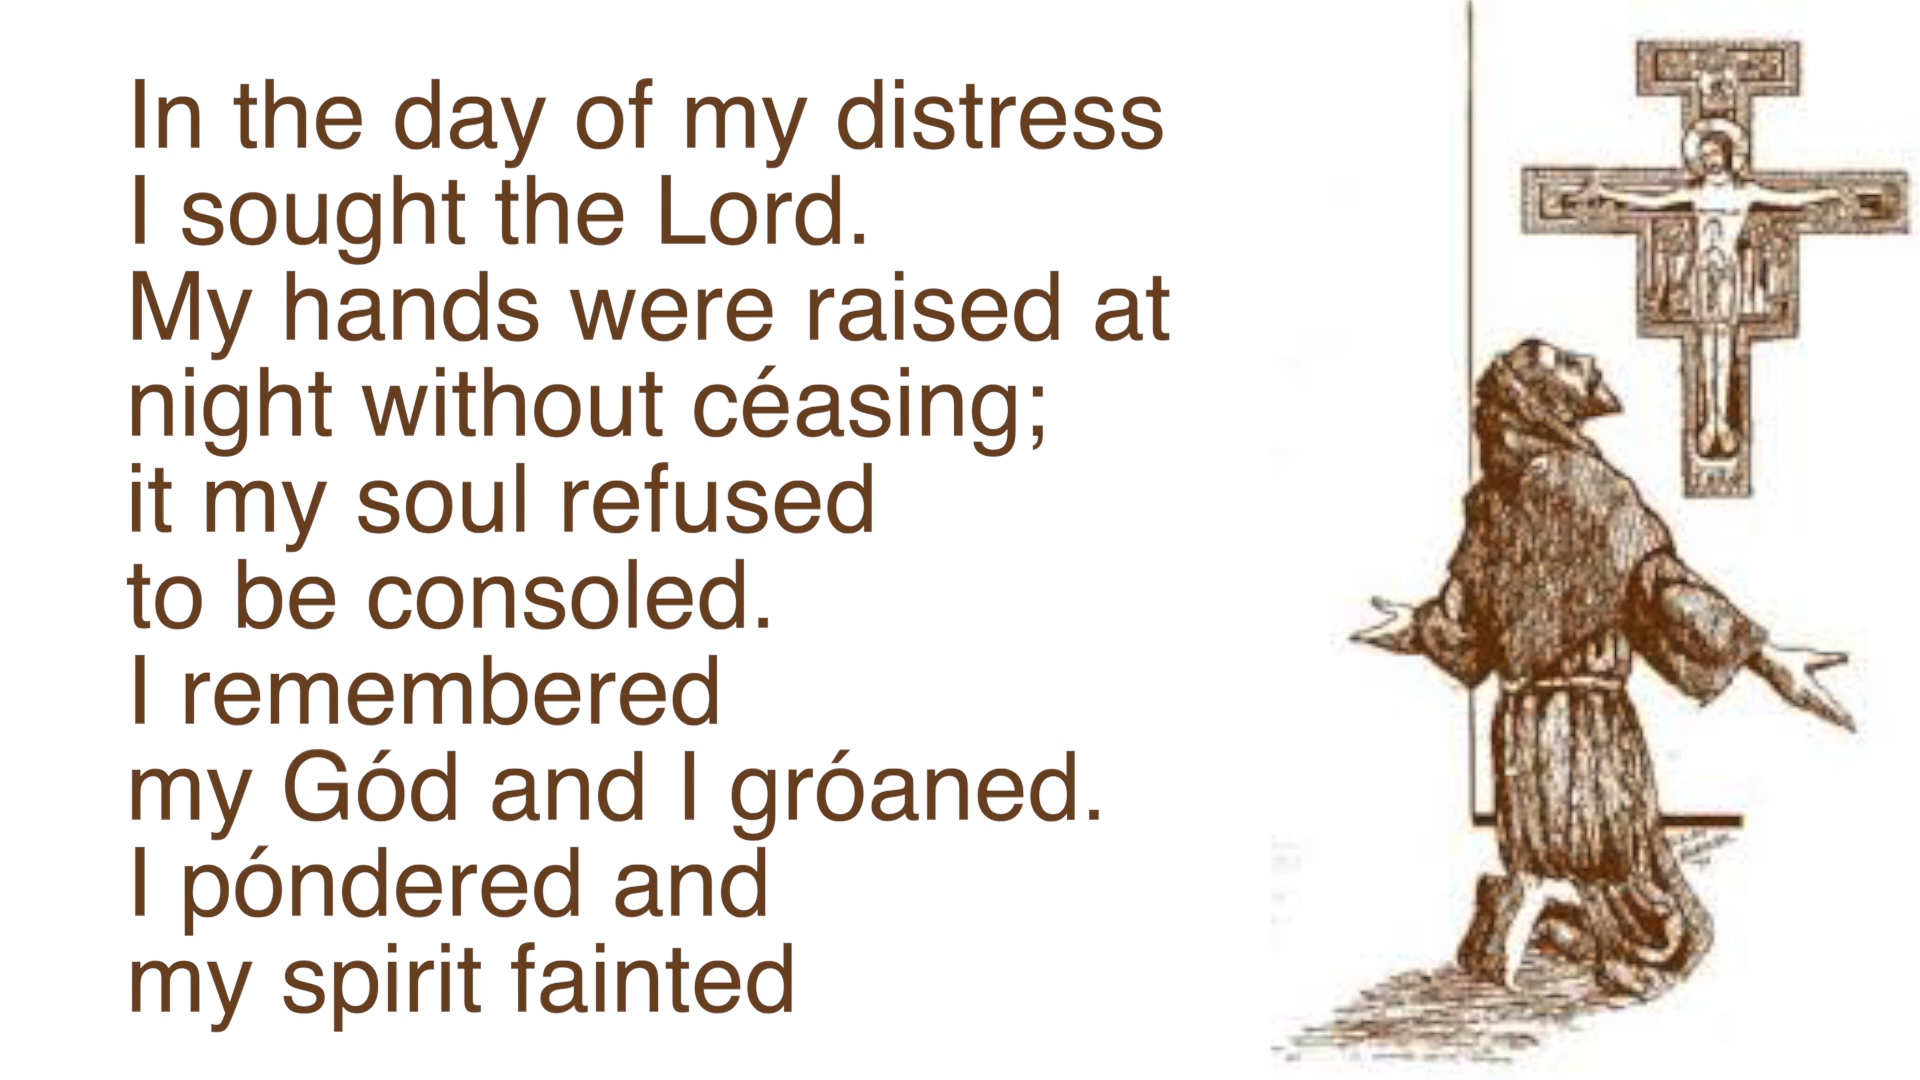 In the day of my distress
I sought the Lord.
My hands were raised at
night without céasing;
it my soul refused
to be consoled.
I remembered
my Gód and I gróaned.
I póndered and
my spirit fainted